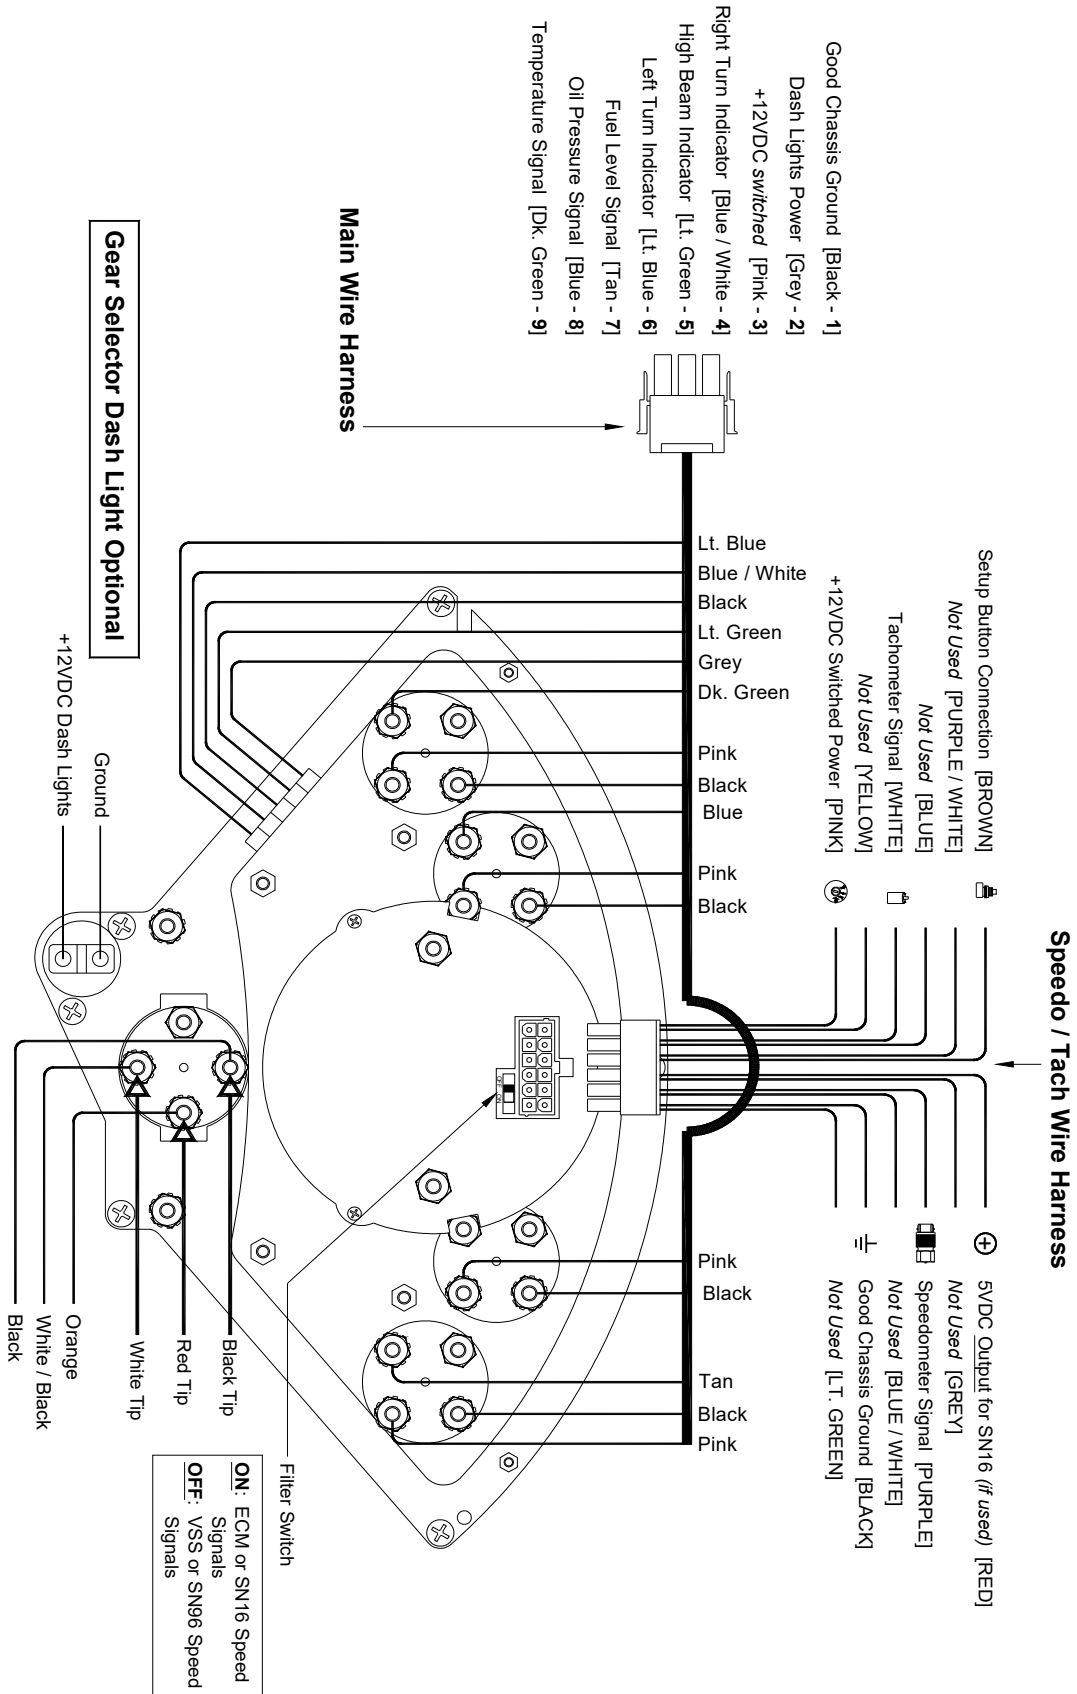 Speedo / Tach Wire Harness
Setup Button Connection [BROWN]
Not Used [PURPLE / WHITE]
Not Used [BLUE]
Tachometer Signal [WHITE]
Not Used [YELLOW]
+12VDC Switched Power [PINK]
5VDC Output for SN16 (if used) [RED]
Not Used [GREY]
Speedometer Signal [PURPLE]
Not Used [BLUE / WHITE]
Good Chassis Ground [BLACK]
Not Used [LT. GREEN]
Good Chassis Ground [Black - 1]
Dash Lights Power [Grey - 2]
+12VDC switched [Pink - 3]
Right Turn Indicator [Blue / White - 4]
High Beam Indicator [Lt. Green - 5]
Left Turn Indicator [Lt. Blue - 6]
Fuel Level Signal [Tan - 7]
Oil Pressure Signal [Blue - 8]
Temperature Signal [Dk. Green - 9]
Main Wire Harness
Lt. Blue
Blue / White
Black
Lt. Green
Grey
Dk. Green
Pink
Black
Blue
Pink
Black
Pink
Black
Tan
Black
Pink
OFF
ON
Filter Switch
ON: ECM or SN16 Speed
Signals
OFF: VSS or SN96 Speed
Signals
Gear Selector Dash Light Optional
Ground
+12VDC Dash Lights
Black Tip
Red Tip
White Tip
Orange
White / Black
Black